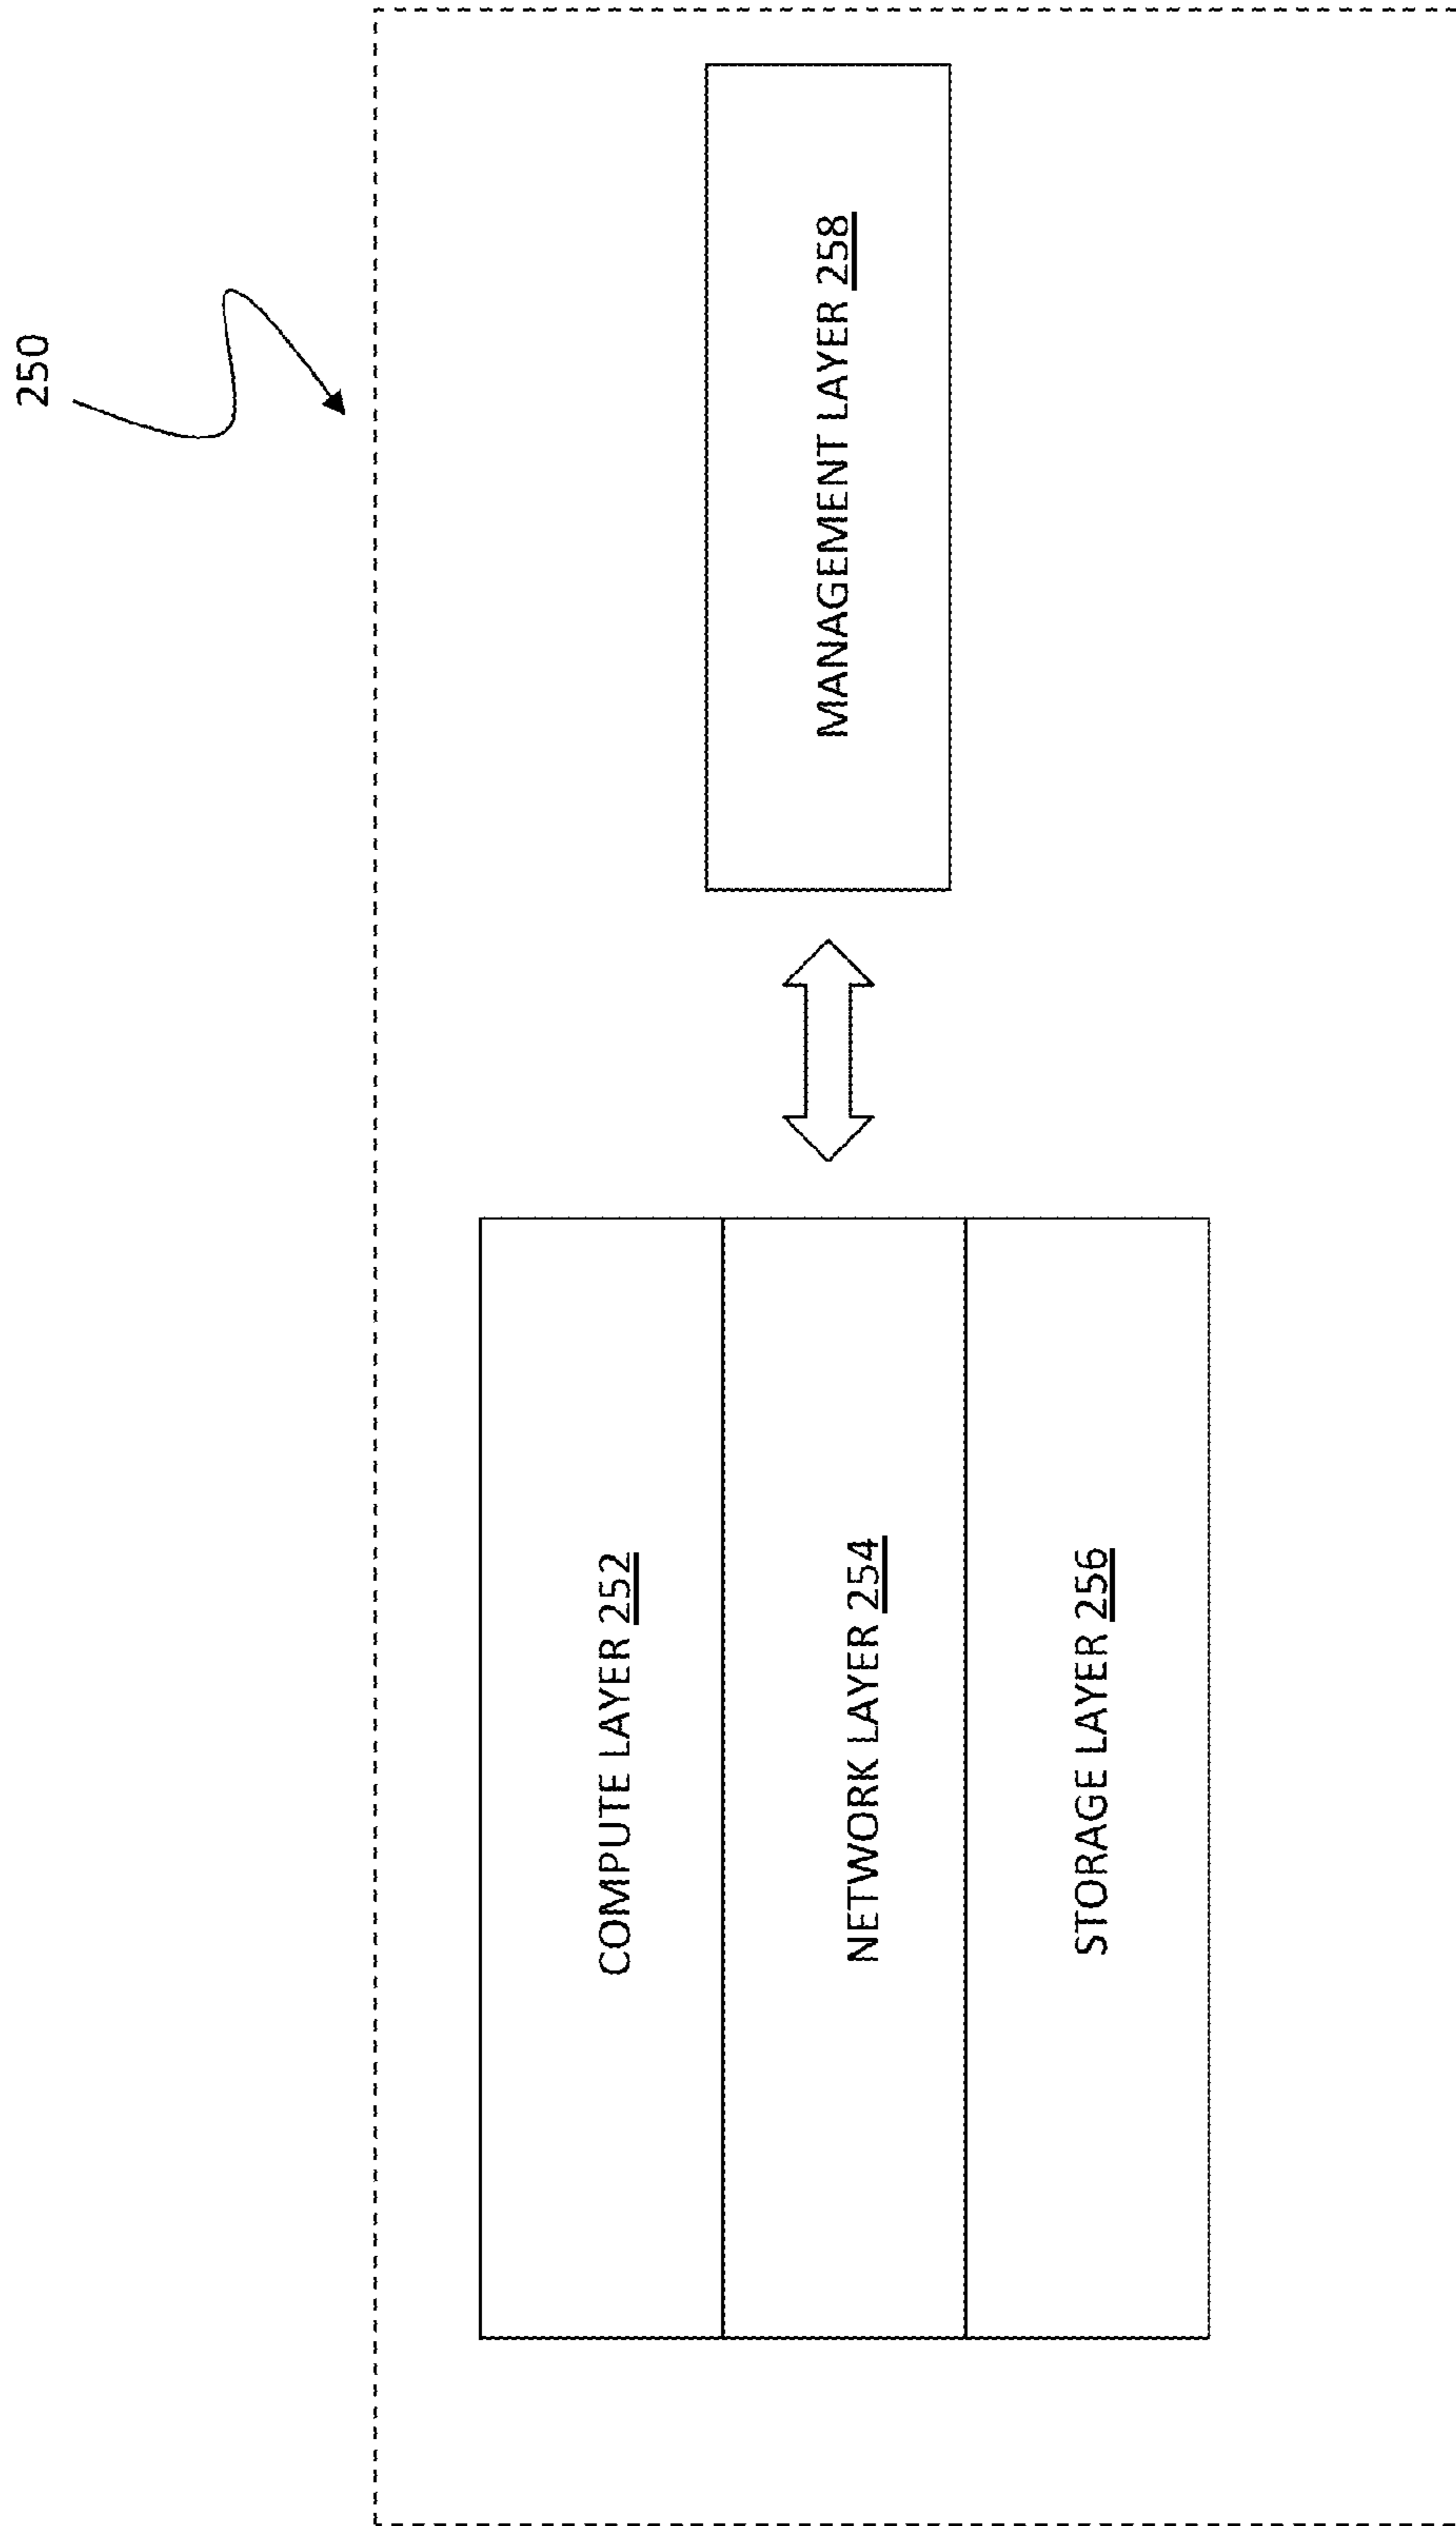 250
COMPUTE LAYER 252
NETWORK LAYER 254
STORAGE LAYER 256
MANAGEMENT LAYER 258